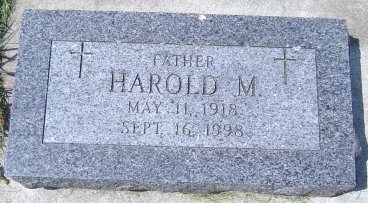 FATHER
HAROLD M.
MAY 11, 1918
SEPT. 16, 1998